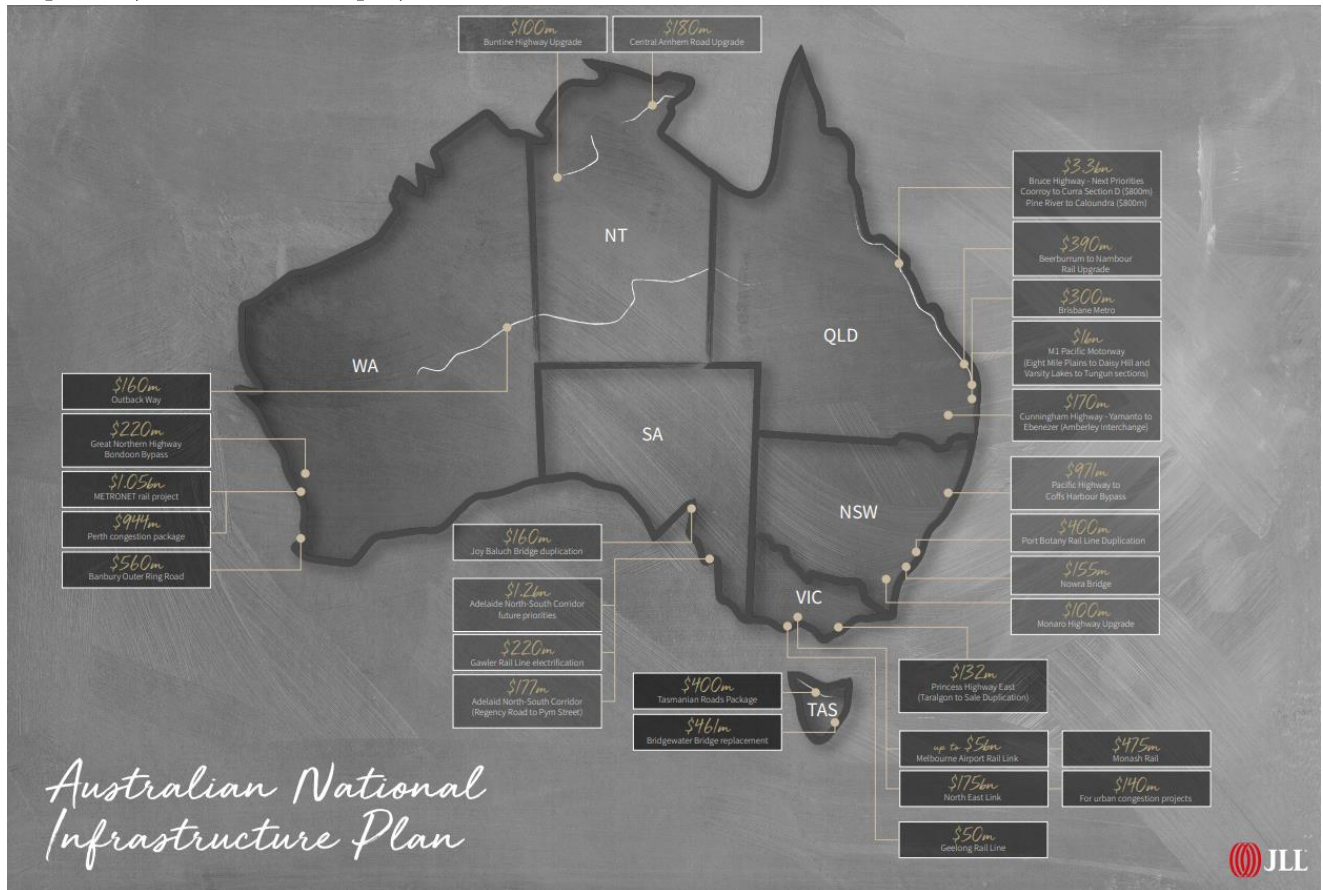 $100m
Buntine Highway Upgrade
$180m
Central Arnhem Road Upgrade
$3.3bn
Bruce Highway - Next Priorities
Coorroy to Curra Section D ($800m)
Pine River to Caloundra ($800m)
$390m
Beerburrum to Nambour
Rail Upgrade
$300m
Brisbane Metro
$1bn
M1 Pacific Motorway
(Eight Mile Plains to Daisy Hill and
Varsity Lakes to Tungun sections)
$170m
Cunningham Highway - Yamanto to
Ebenezer (Amberley Interchange)
$971m
Pacific Highway to
Coffs Harbour Bypass
$400m
Port Botany Rail Line Duplication
$155m
Nowra Bridge
$100m
Monaro Highway Upgrade
NT
QLD
WA
SA
NSW
VIC
TAS
$160m
Outback Way
$220m
Great Northern Highway
Bondoon Bypass
$1.05bn
METRONET rail project
$944m
Perth congestion package
$560m
Banbury Outer Ring Road
$160m
Joy Baluch Bridge duplication
$1.2bn
Adelaide North-South Corridor
future priorities
$220m
Gawler Rail Line electrification
$177m
Adelaid North-South Corridor
(Regency Road to Pym Street)
$400m
Tasmanian Roads Package
$461m
Bridgewater Bridge replacement
$132m
Princess Highway East
(Taralgon to Sale Duplication)
up to $5bn
Melbourne Airport Rail Link
$475m
Monash Rail
$175bn
North East Link
$140m
For urban congestion projects
$50m
Geelong Rail Line
Australian National
Infrastructure Plan
JLL